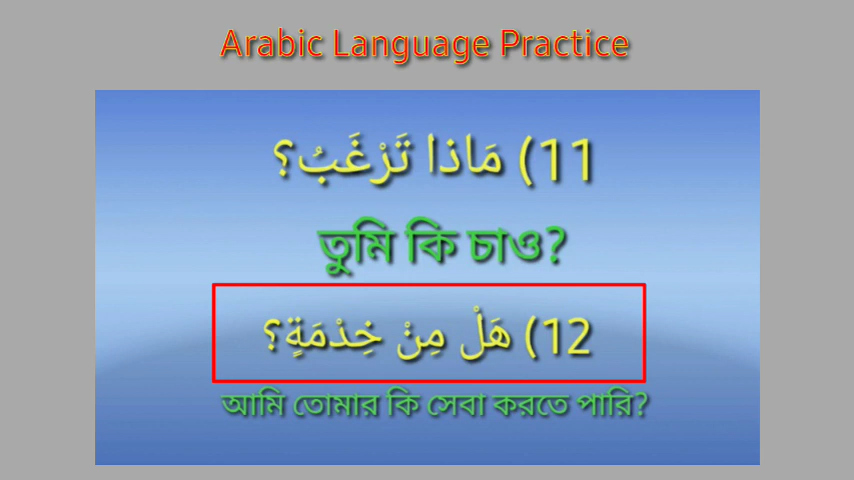 Arabic Language Practice
11) مَاذا تَرْغَبُ؟
তুমি কি চাও?
12) هَلْ مِنْ خِدْمَةٍ؟
আমি তোমার কি সেবা করতে পারি?